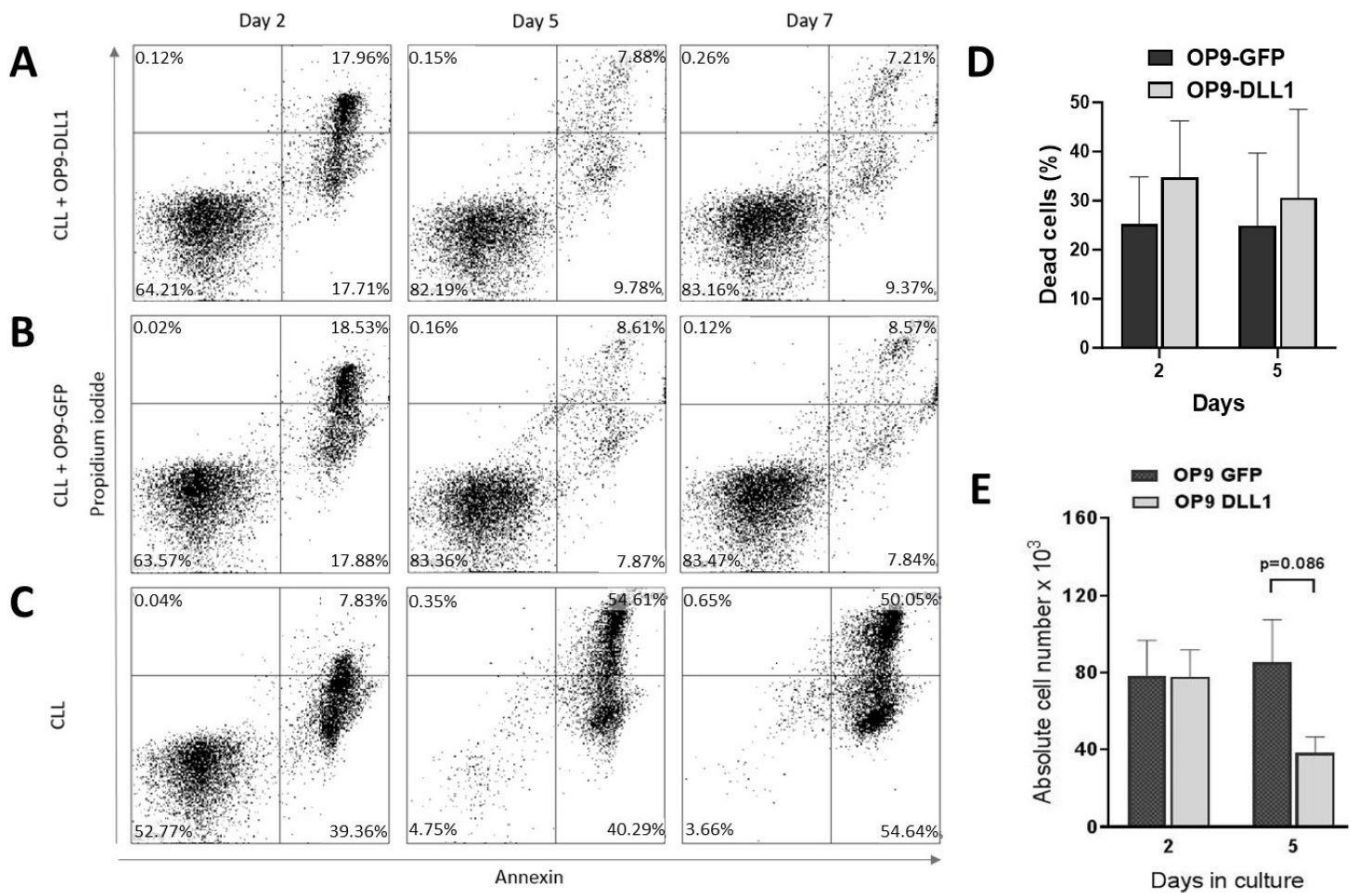 Day 2
Day 5
Day 7
A
CLL + OP9-DLL1
0.12%
17.96%
64.21%
17.71%
0.15%
7.88%
82.19%
9.78%
0.26%
7.21%
83.16%
9.37%
B
CLL + OP9-GFP
Propidium iodide
0.02%
18.53%
63.57%
17.88%
0.16%
8.61%
83.36%
7.87%
0.12%
8.57%
83.47%
7.84%
C
CLL
0.04%
7.83%
52.77%
39.36%
0.35%
54.61%
4.75%
40.29%
0.65%
50.05%
3.66%
54.64%
Annexin
D
OP9-GFP
OP9-DLL1
Dead cells (%)
50
40
30
20
10
0
2
5
Days
E
OP9 GFP
OP9 DLL1
Absolute cell number x 10³
160
120
80
40
0
p=0.086
2
5
Days in culture